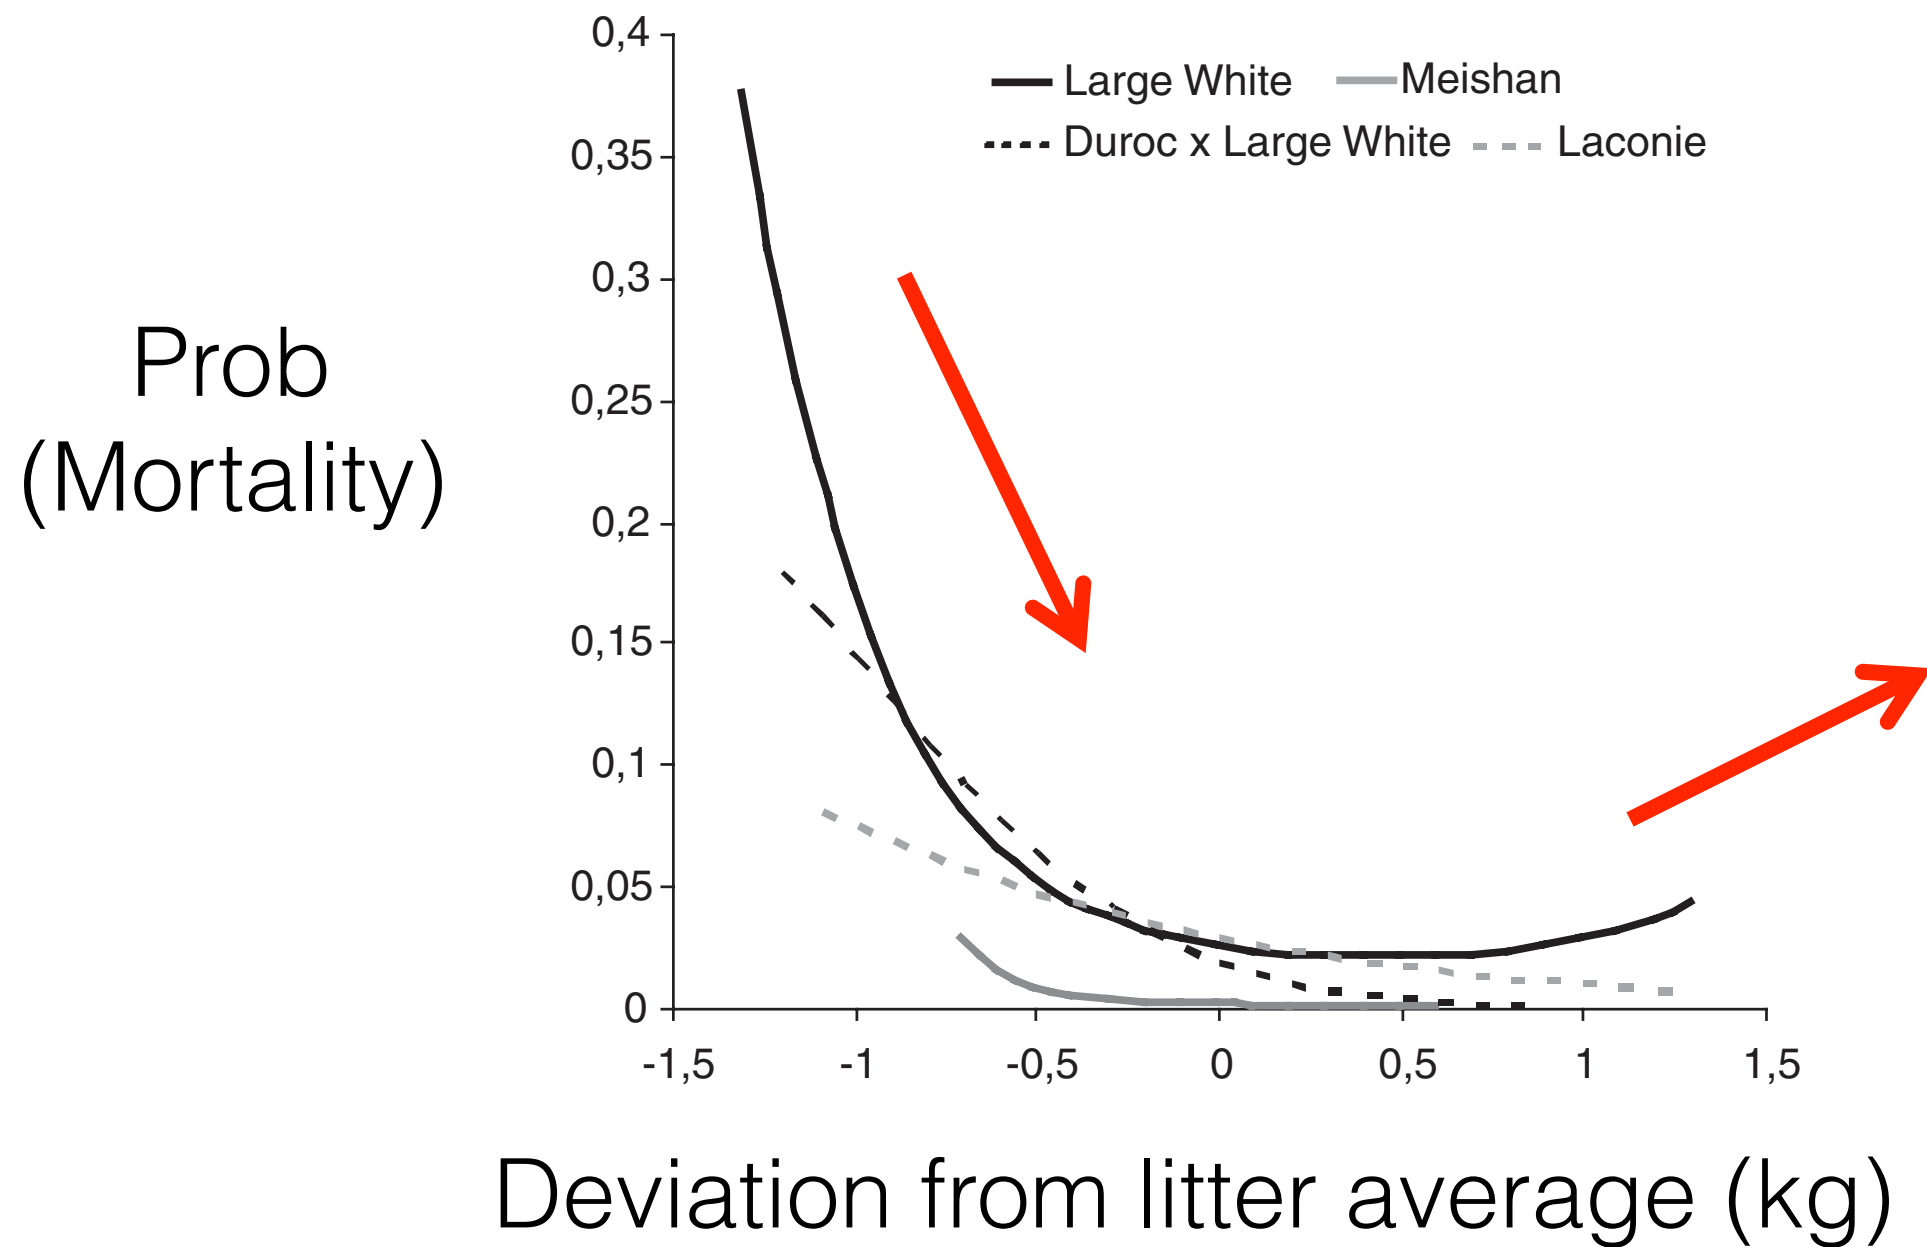 0,4
Large White Meishan
Duroc x Large White Laconie
0,35
0,3
Prob
(Mortality)
0,25
0,2
0,15
0,1
0,05
0
-1,5 -1 -0,5 0 0,5 1 1,5
Deviation from litter average (kg)